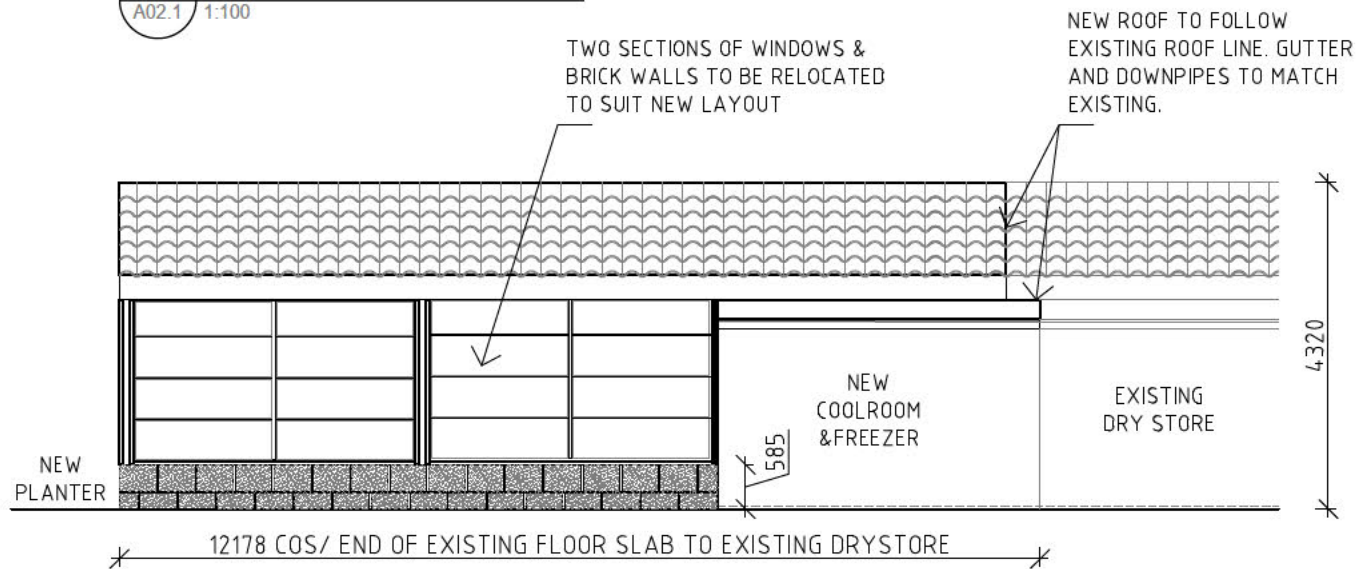 A02.1 1:100
NEW ROOF TO FOLLOW
EXISTING ROOF LINE. GUTTER
AND DOWNPIPES TO MATCH
EXISTING.
TWO SECTIONS OF WINDOWS &
BRICK WALLS TO BE RELOCATED
TO SUIT NEW LAYOUT
4320
NEW
COOLROOM
&FREEZER
EXISTING
DRY STORE
585
NEW
PLANTER
12178 COS/ END OF EXISTING FLOOR SLAB TO EXISTING DRYSTORE